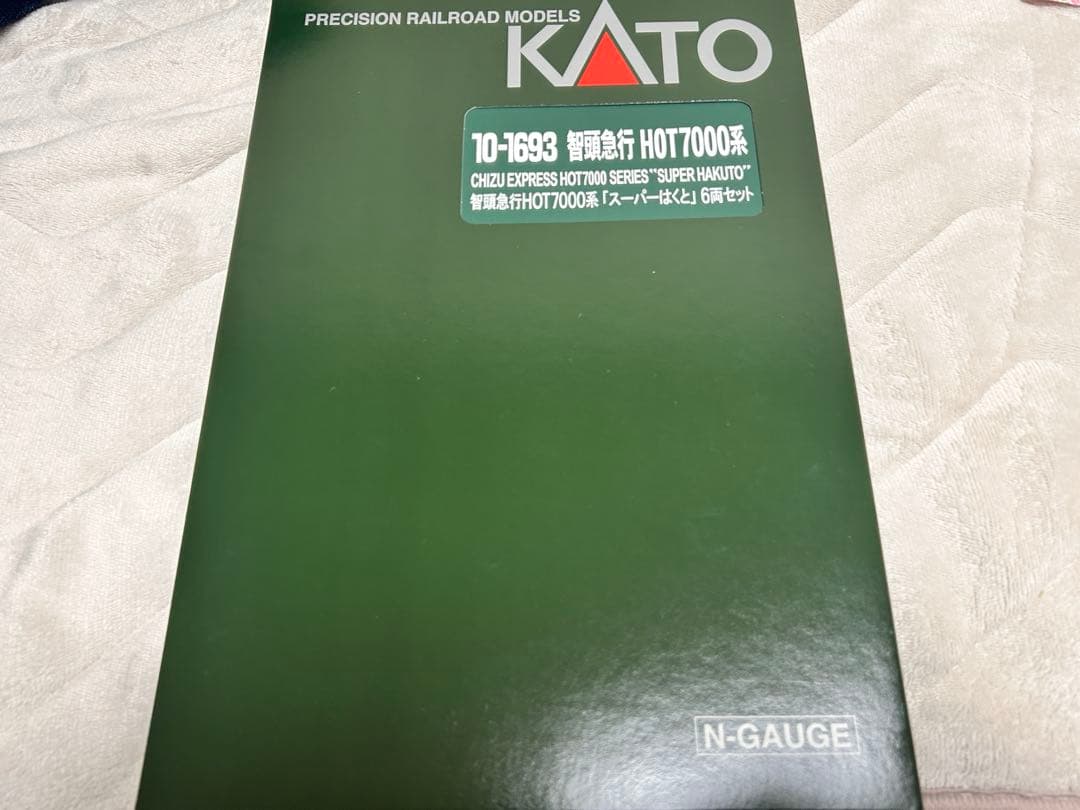 PRECISION RAILROAD MODELS
KATO
10-1693 智頭急行 HOT7000系
CHIZU EXPRESS HOT7000 SERIES "SUPER HAKUTO"
智頭急行HOT7000系「スーパーはくと」6両セット
N-GAUGE